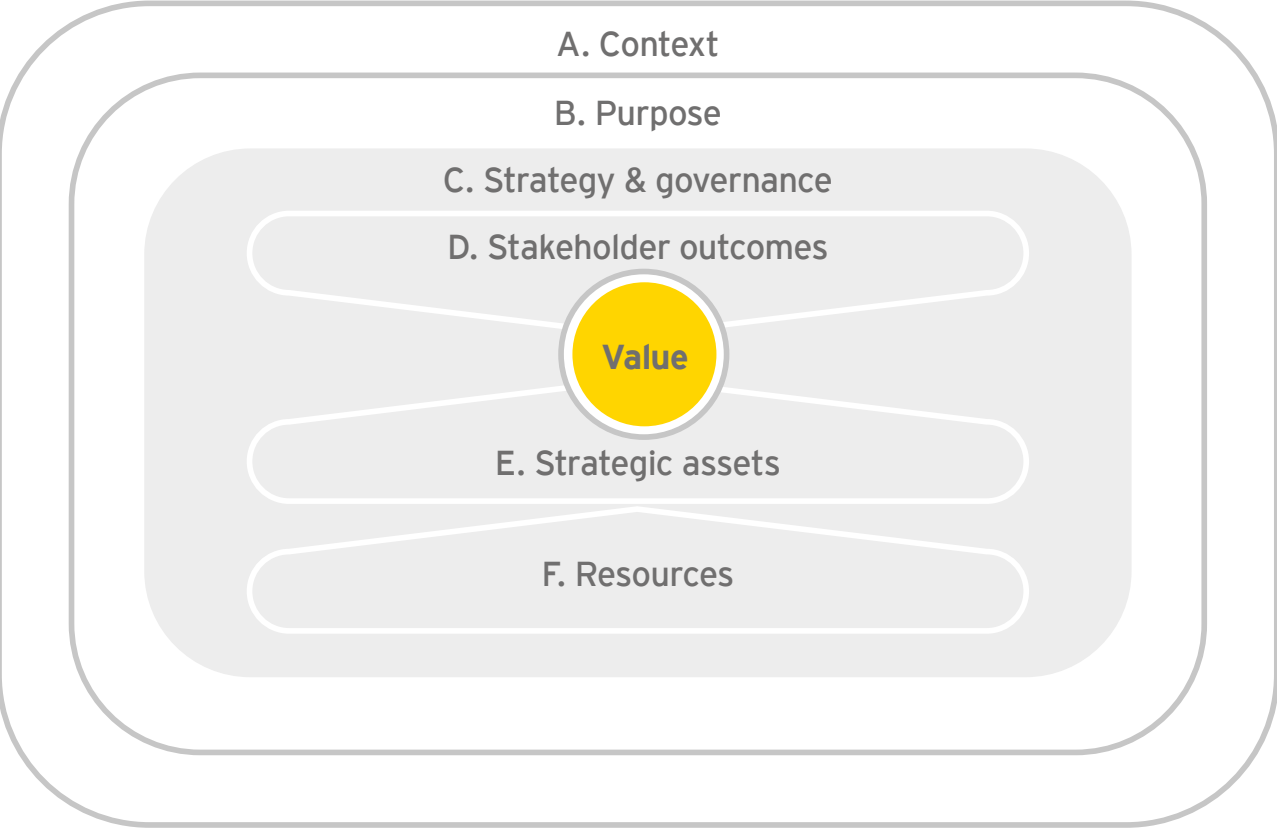 A. Context
B. Purpose
C. Strategy & governance
D. Stakeholder outcomes
Value
E. Strategic assets
F. Resources